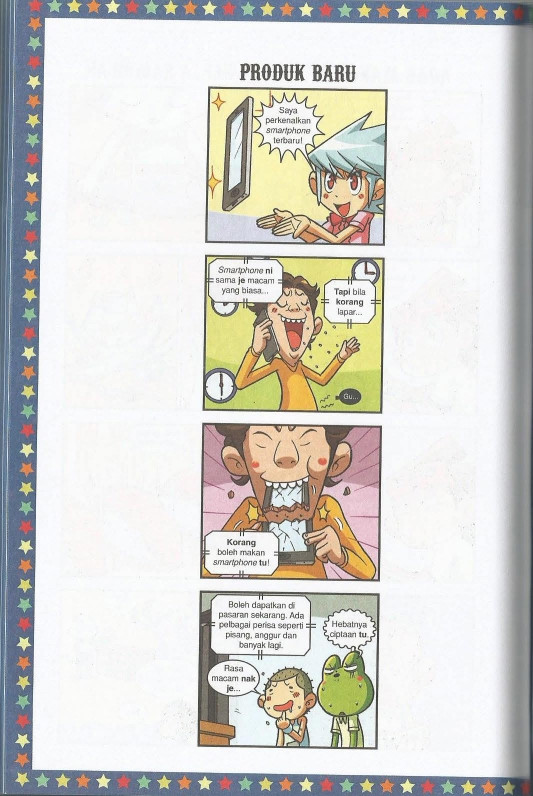 PRODUK BARU
Saya
perkenalkan
smartphone
terbaru!
Smartphone ni
sama je macam
yang biasa...
Tapi bila
korang
lapar...
Gu...
Korang
boleh makan
smartphone tu!
Boleh dapatkan di
pasaran sekarang. Ada
pelbagai perisa seperti
pisang, anggur dan
banyak lagi.
Hebatnya
ciptaan tu.
Rasa
macam nak
je...